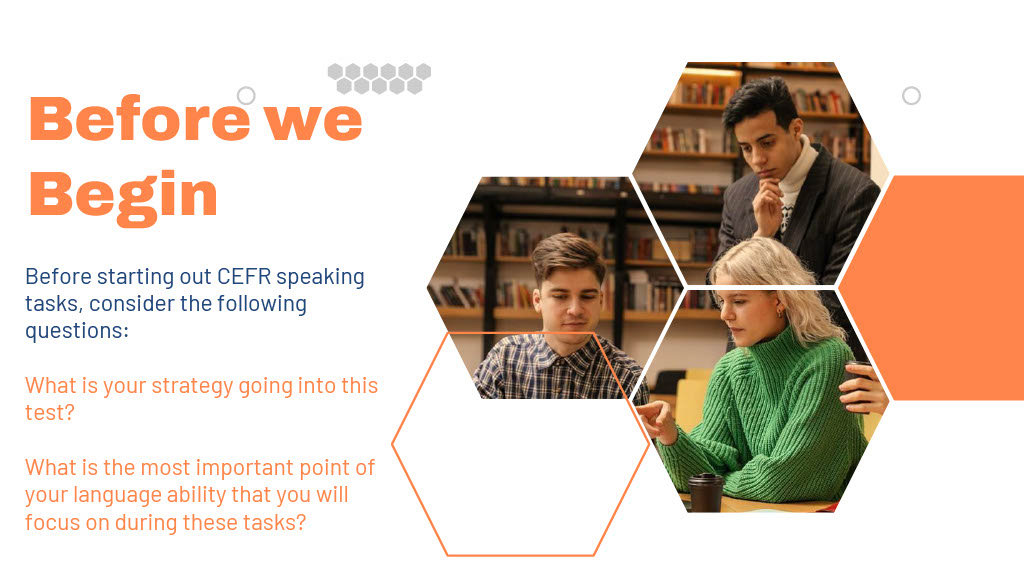 Before we
Begin
Before starting out CEFR speaking
tasks, consider the following
questions:
What is your strategy going into this
test?
What is the most important point of
your language ability that you will
focus on during these tasks?